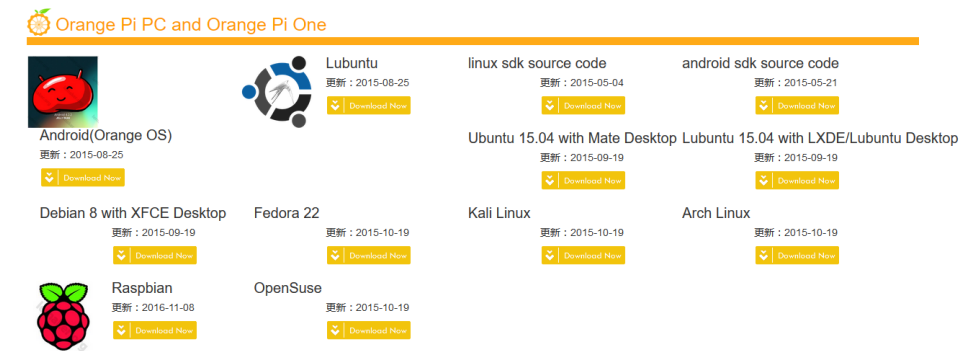 Orange Pi PC and Orange Pi One
Lubuntu
更新：2015-08-25
Download Now
linux sdk source code
更新：2015-05-04
Download Now
android sdk source code
更新：2015-05-21
Download Now
Android(Orange OS)
更新：2015-08-25
Download Now
Ubuntu 15.04 with Mate Desktop
更新：2015-09-19
Download Now
Lubuntu 15.04 with LXDE/Lubuntu Desktop
更新：2015-09-19
Download Now
Debian 8 with XFCE Desktop
更新：2015-09-19
Download Now
Fedora 22
更新：2015-10-19
Download Now
Kali Linux
更新：2015-10-19
Download Now
Arch Linux
更新：2015-10-19
Download Now
Raspbian
更新：2016-11-08
Download Now
OpenSuse
更新：2015-10-19
Download Now